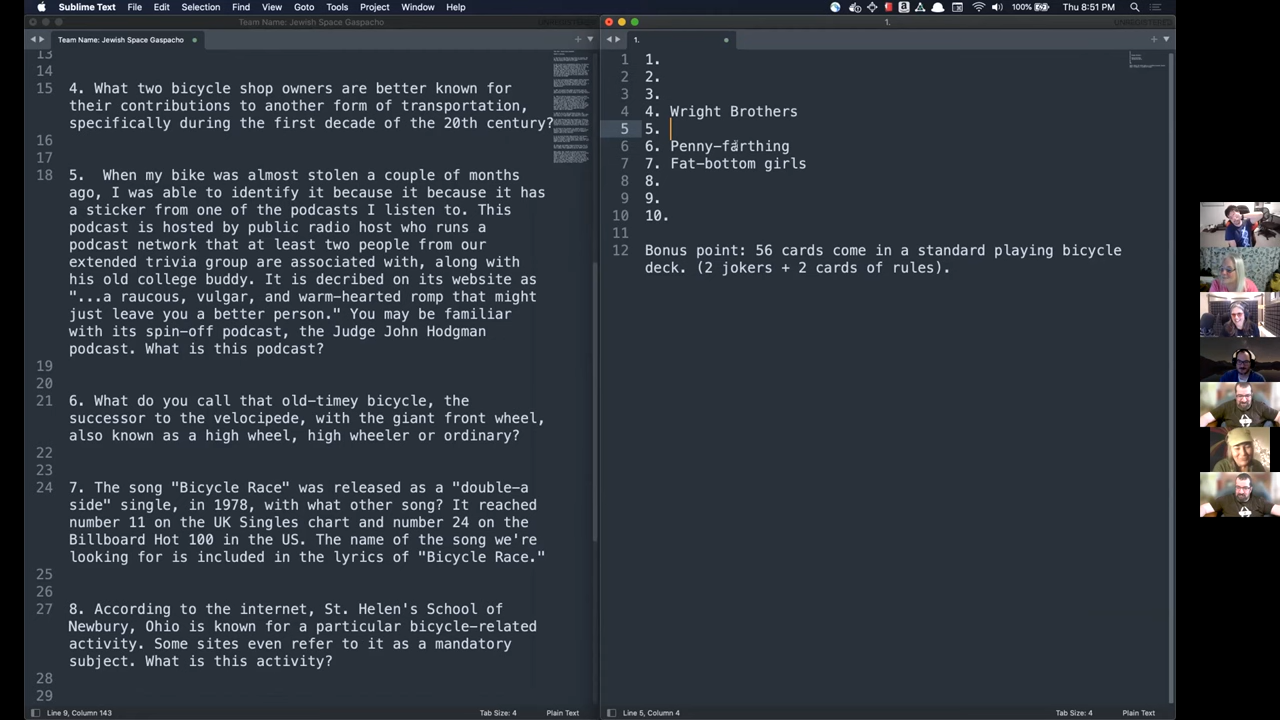 Sublime Text File Edit Selection Find View Goto Tools Project Window Help 100% Thu 8:51 PM
Team Name: Jewish Space Gaspacho UNREGISTERED
Team Name: Jewish Space Gaspacho
13
14
15 4. What two bicycle shop owners are better known for
their contributions to another form of transportation,
specifically during the first decade of the 20th century?
16
17
18 5. When my bike was almost stolen a couple of months
ago, I was able to identify it because it because it has
a sticker from one of the podcasts I listen to. This
podcast is hosted by public radio host who runs a
podcast network that at least two people from our
extended trivia group are associated with, along with
his old college buddy. It is decribed on its website as
"...a raucous, vulgar, and warm-hearted romp that might
just leave you a better person." You may be familiar
with its spin-off podcast, the Judge John Hodgman
podcast. What is this podcast?
19
20
21 6. What do you call that old-timey bicycle, the
successor to the velocipede, with the giant front wheel,
also known as a high wheel, high wheeler or ordinary?
22
23
24 7. The song "Bicycle Race" was released as a "double-a
side" single, in 1978, with what other song? It reached
number 11 on the UK Singles chart and number 24 on the
Billboard Hot 100 in the US. The name of the song we're
looking for is included in the lyrics of "Bicycle Race."
25
26
27 8. According to the internet, St. Helen's School of
Newbury, Ohio is known for a particular bicycle-related
activity. Some sites even refer to it as a mandatory
subject. What is this activity?
28
29
Line 9, Column 143 Tab Size: 4 Plain Text
1. UNREGISTERED
1.
1 1.
2 2.
3 3.
4 4. Wright Brothers
5 5.
6 6. Penny-farthing
7 7. Fat-bottom girls
8 8.
9 9.
10 10.
11
12 Bonus point: 56 cards come in a standard playing bicycle
deck. (2 jokers + 2 cards of rules).
Line 5, Column 4 Tab Size: 4 Plain Text